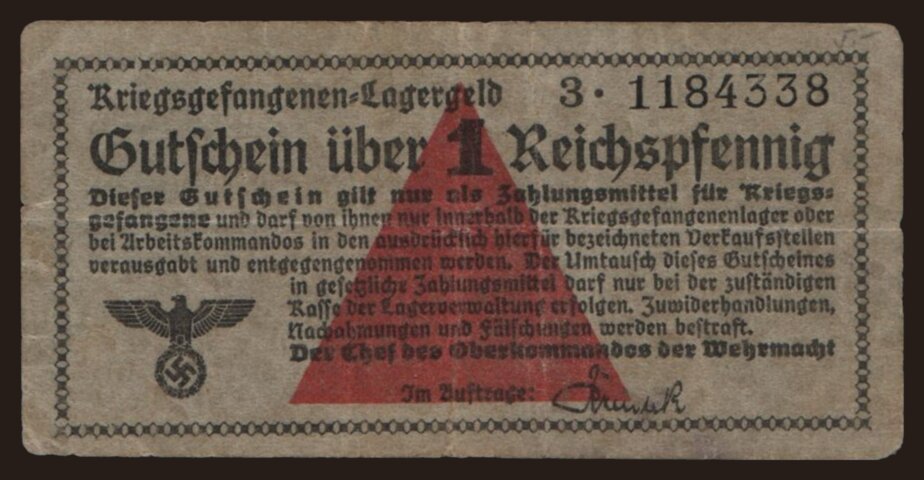 Kriegsgefangenen-Lagergeld 3 · 1184338
Gutschein über 1 Reichspfennig
Dieser Gutschein gilt nur als Zahlungsmittel für Kriegs-
gefangene und darf von ihnen nur innerhalb der Kriegsgefangenenlager oder
bei Arbeitskommandos in den ausdrücklich hierfür bezeichneten Verkaufsstellen
verausgabt und entgegengenommen werden. Der Umtausch dieses Gutscheines
in gesetzliche Zahlungsmittel darf nur bei der zuständigen
Kasse der Lagerverwaltung erfolgen. Zuwiderhandlungen,
Nachahmungen und Fälschungen werden bestraft.
Der Chef des Oberkommandos der Wehrmacht
Im Auftrage: